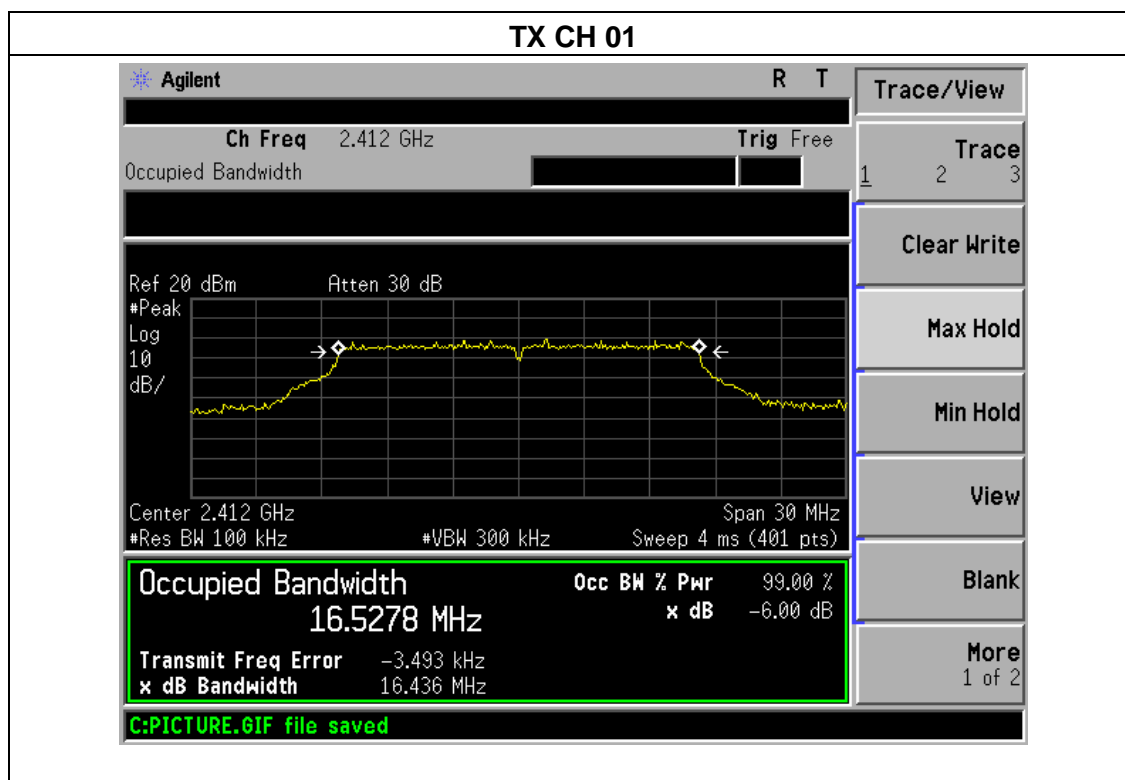 TX CH 01
Agilent R T
Trace/View
Ch Freq 2.412 GHz Trig Free
Occupied Bandwidth
Trace
1 2 3
Clear Write
Ref 20 dBm Atten 30 dB
#Peak
Log
10
dB/
Max Hold
Min Hold
View
Center 2.412 GHz Span 30 MHz
#Res BW 100 kHz #VBW 300 kHz Sweep 4 ms (401 pts)
Occupied Bandwidth Occ BW % Pwr 99.00 %
16.5278 MHz x dB -6.00 dB
Blank
Transmit Freq Error -3.493 kHz
x dB Bandwidth 16.436 MHz
More
1 of 2
C:PICTURE.GIF file saved